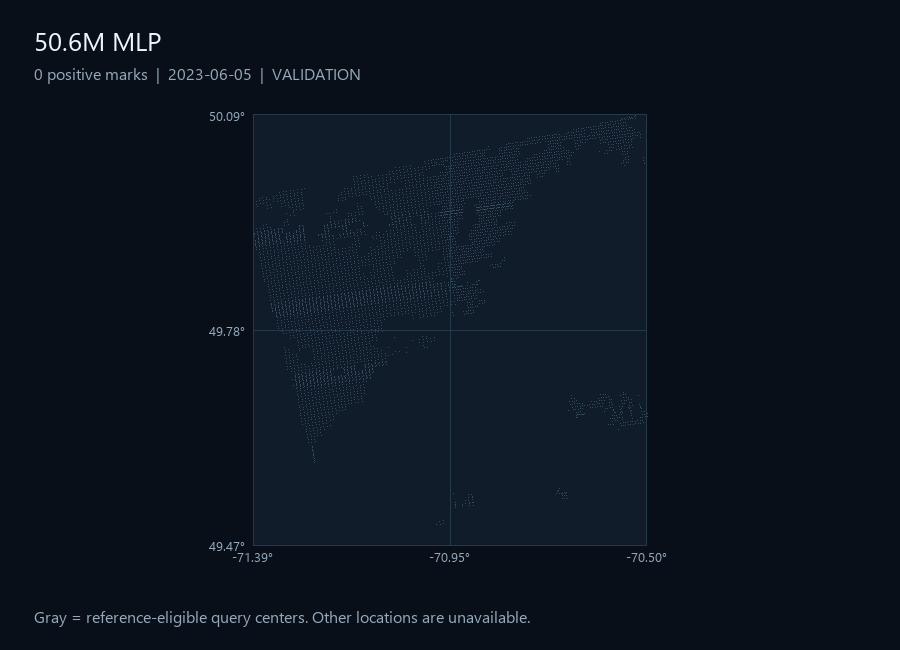 50.6M MLP
0 positive marks | 2023-06-05 | VALIDATION
50.09°
49.78°
49.47°
-71.39°
-70.95°
-70.50°
Gray = reference-eligible query centers. Other locations are unavailable.